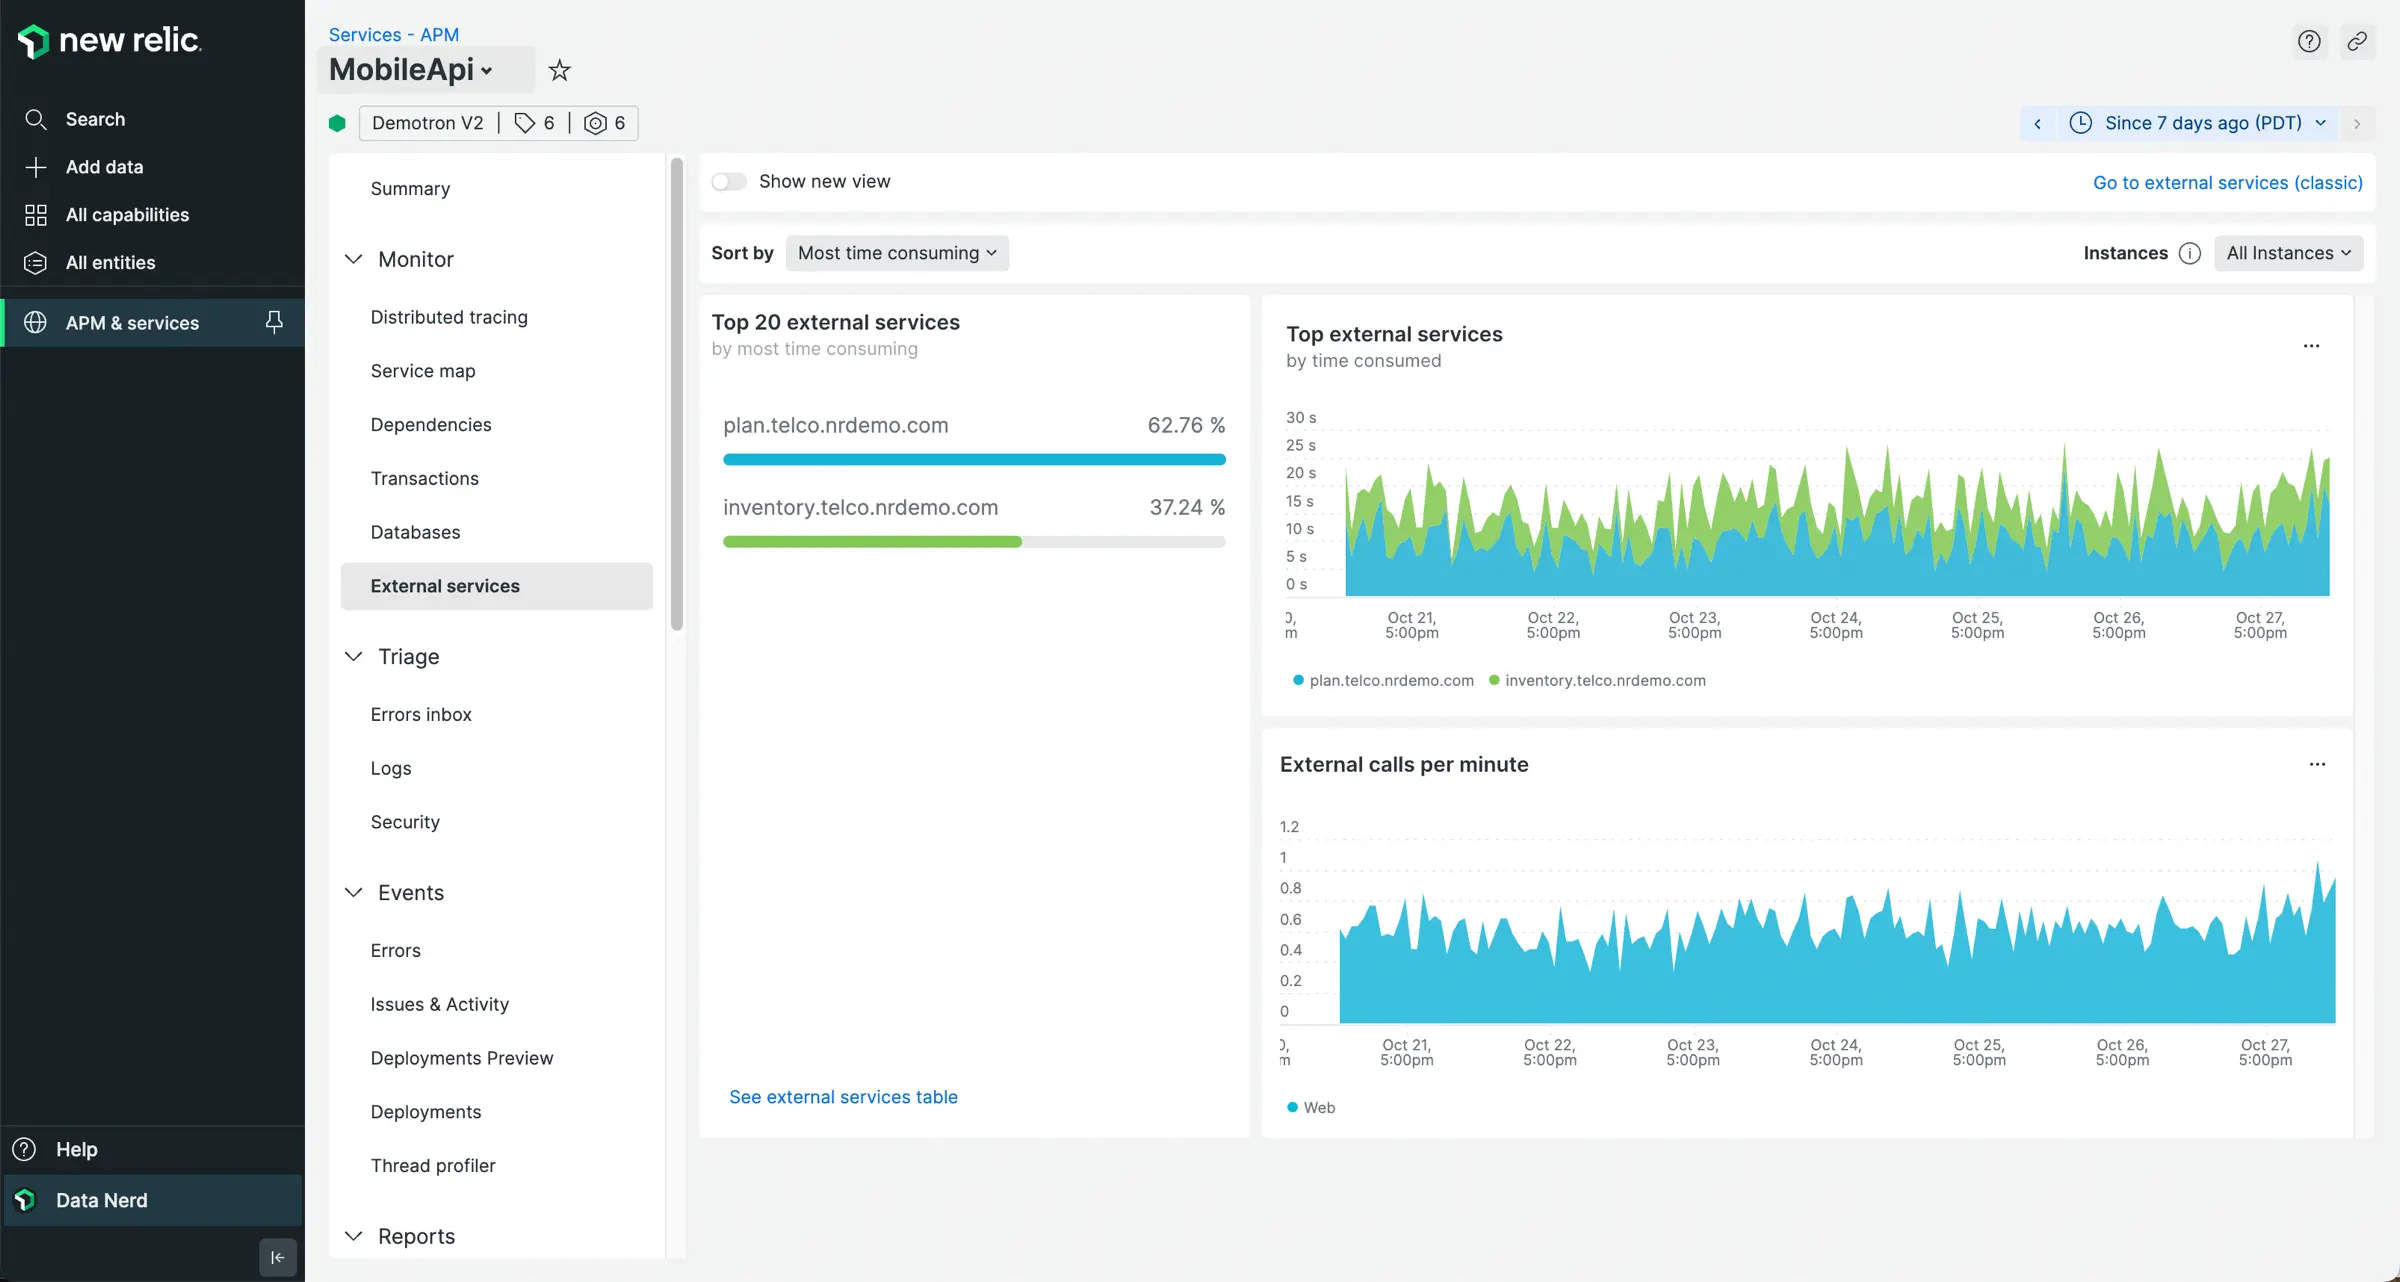 new relic.
Search
Add data
All capabilities
All entities
APM & services
Help
Data Nerd
Services - APM
MobileApi
Demotron V2 | 6 | 6
Since 7 days ago (PDT)
Summary
Monitor
Distributed tracing
Service map
Dependencies
Transactions
Databases
External services
Triage
Errors inbox
Logs
Security
Events
Errors
Issues & Activity
Deployments Preview
Deployments
Thread profiler
Reports
Show new view
Go to external services (classic)
Sort by Most time consuming
Instances All Instances
Top 20 external services
by most time consuming
plan.telco.nrdemo.com 62.76 %
inventory.telco.nrdemo.com 37.24 %
See external services table
Top external services
by time consumed
...
30 s
25 s
20 s
15 s
10 s
5 s
0 s
0, Oct 21, Oct 22, Oct 23, Oct 24, Oct 25, Oct 26, Oct 27,
m 5:00pm 5:00pm 5:00pm 5:00pm 5:00pm 5:00pm 5:00pm
plan.telco.nrdemo.com inventory.telco.nrdemo.com
External calls per minute
...
1.2
1
0.8
0.6
0.4
0.2
0
0, Oct 21, Oct 22, Oct 23, Oct 24, Oct 25, Oct 26, Oct 27,
m 5:00pm 5:00pm 5:00pm 5:00pm 5:00pm 5:00pm 5:00pm
Web